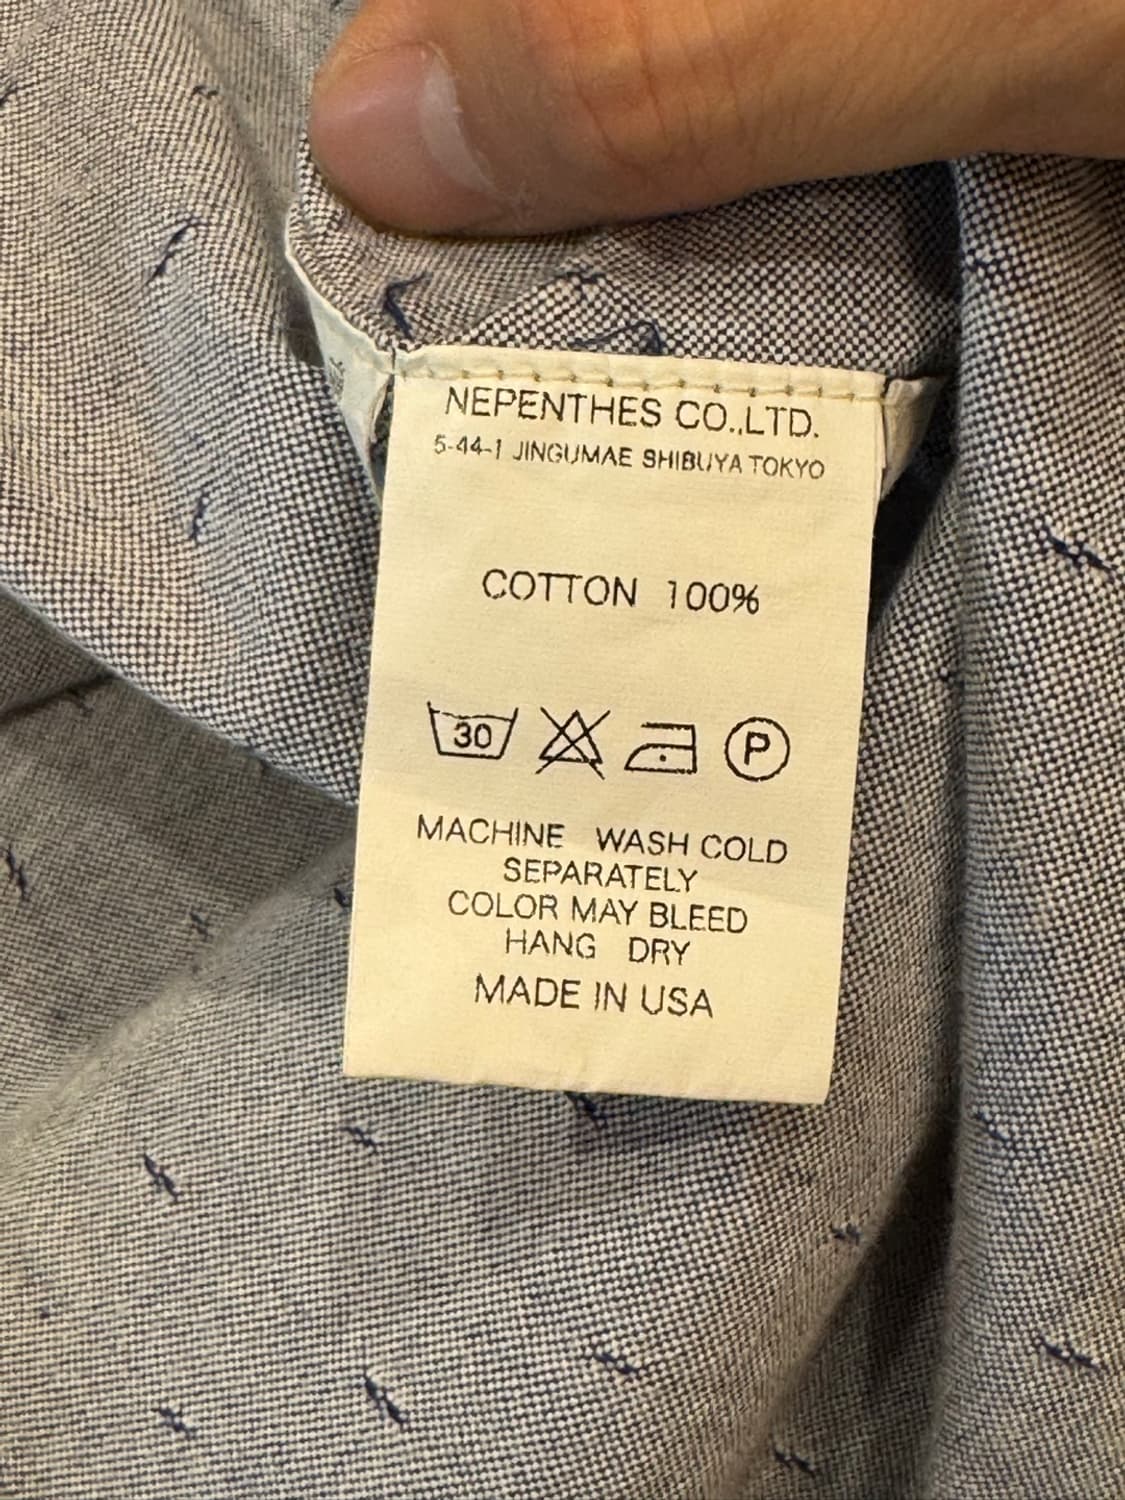 NEPENTHES CO.,LTD.
5-44-1 JINGUMAE SHIBUYA TOKYO
COTTON 100%
30 P
MACHINE WASH COLD
SEPARATELY
COLOR MAY BLEED
HANG DRY
MADE IN USA